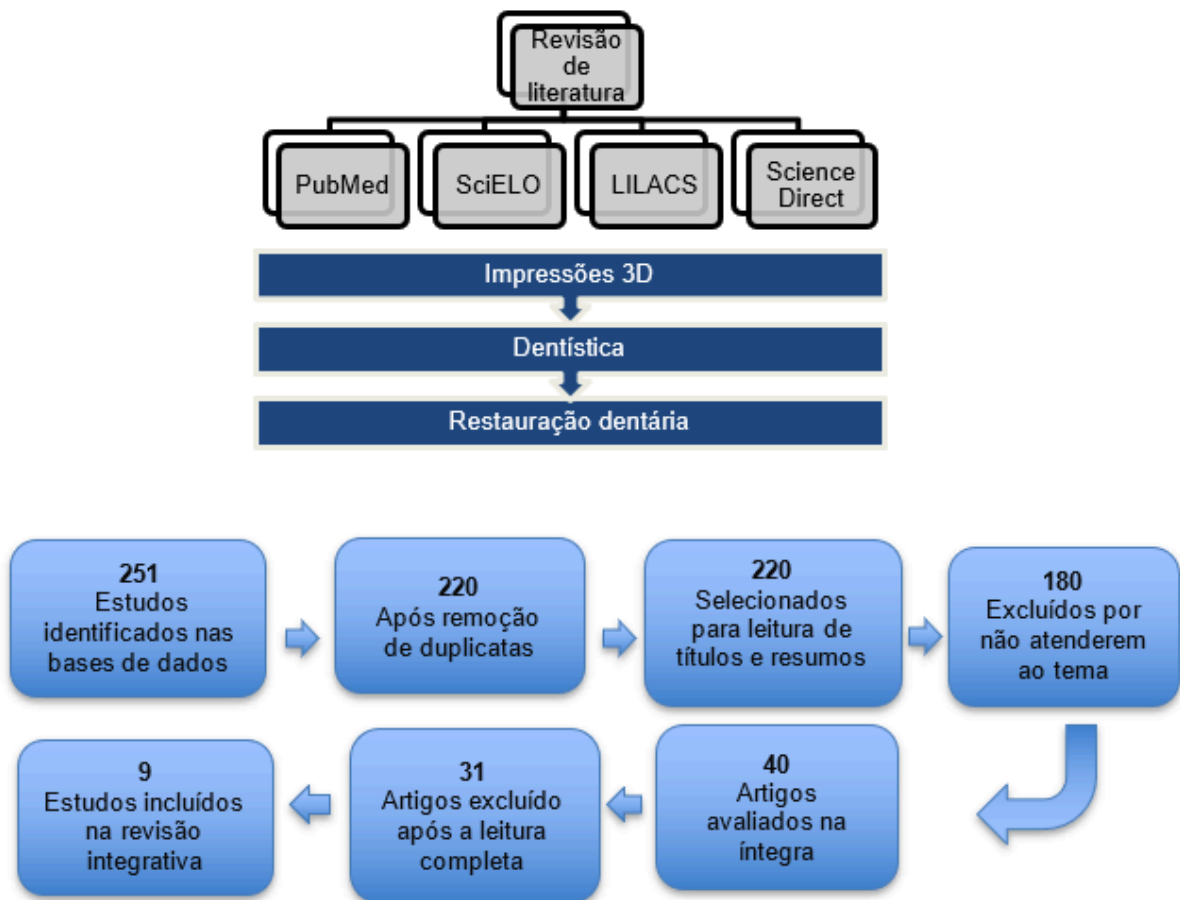 Revisão
de
literatura
PubMed
SciELO
LILACS
Science
Direct
Impressões 3D
Dentística
Restauração dentária
251
Estudos
identificados nas
bases de dados
220
Após remoção
de duplicatas
220
Selecionados
para leitura de
títulos e resumos
180
Excluídos por
não atenderem
ao tema
40
Artigos
avaliados na
íntegra
31
Artigos excluído
após a leitura
completa
9
Estudos incluídos
na revisão
integrativa